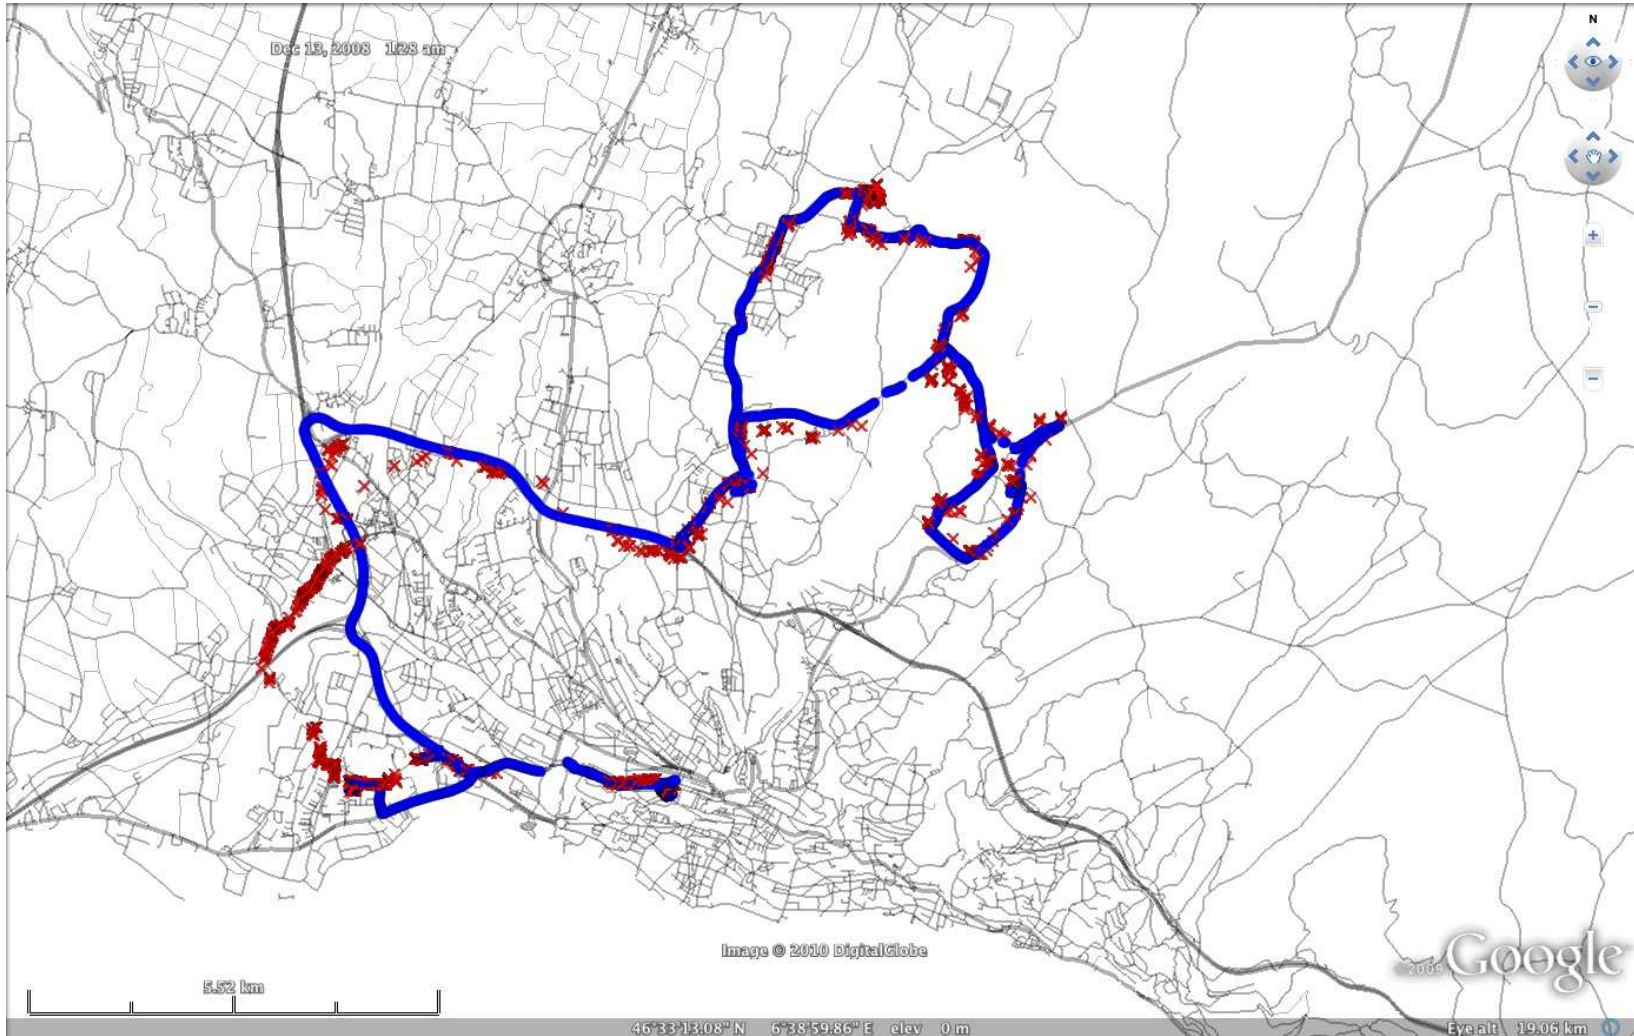 N
Dec 13, 2008 1:28 am
Image © 2010 DigitalGlobe
©2009 Google
5.52 km
46°33'13.08" N 6°38'59.86" E elev 0 m
Eye alt 19.06 km